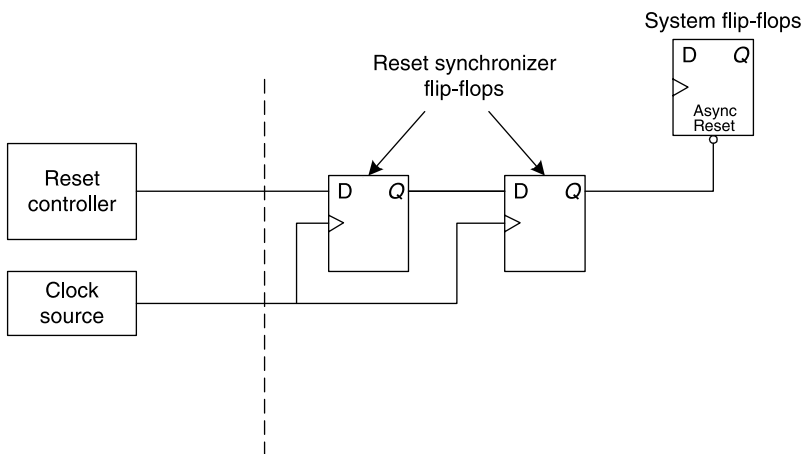 System flip-flops
D Q
Async
Reset
Reset synchronizer
flip-flops
Reset
controller
D Q
D Q
Clock
source